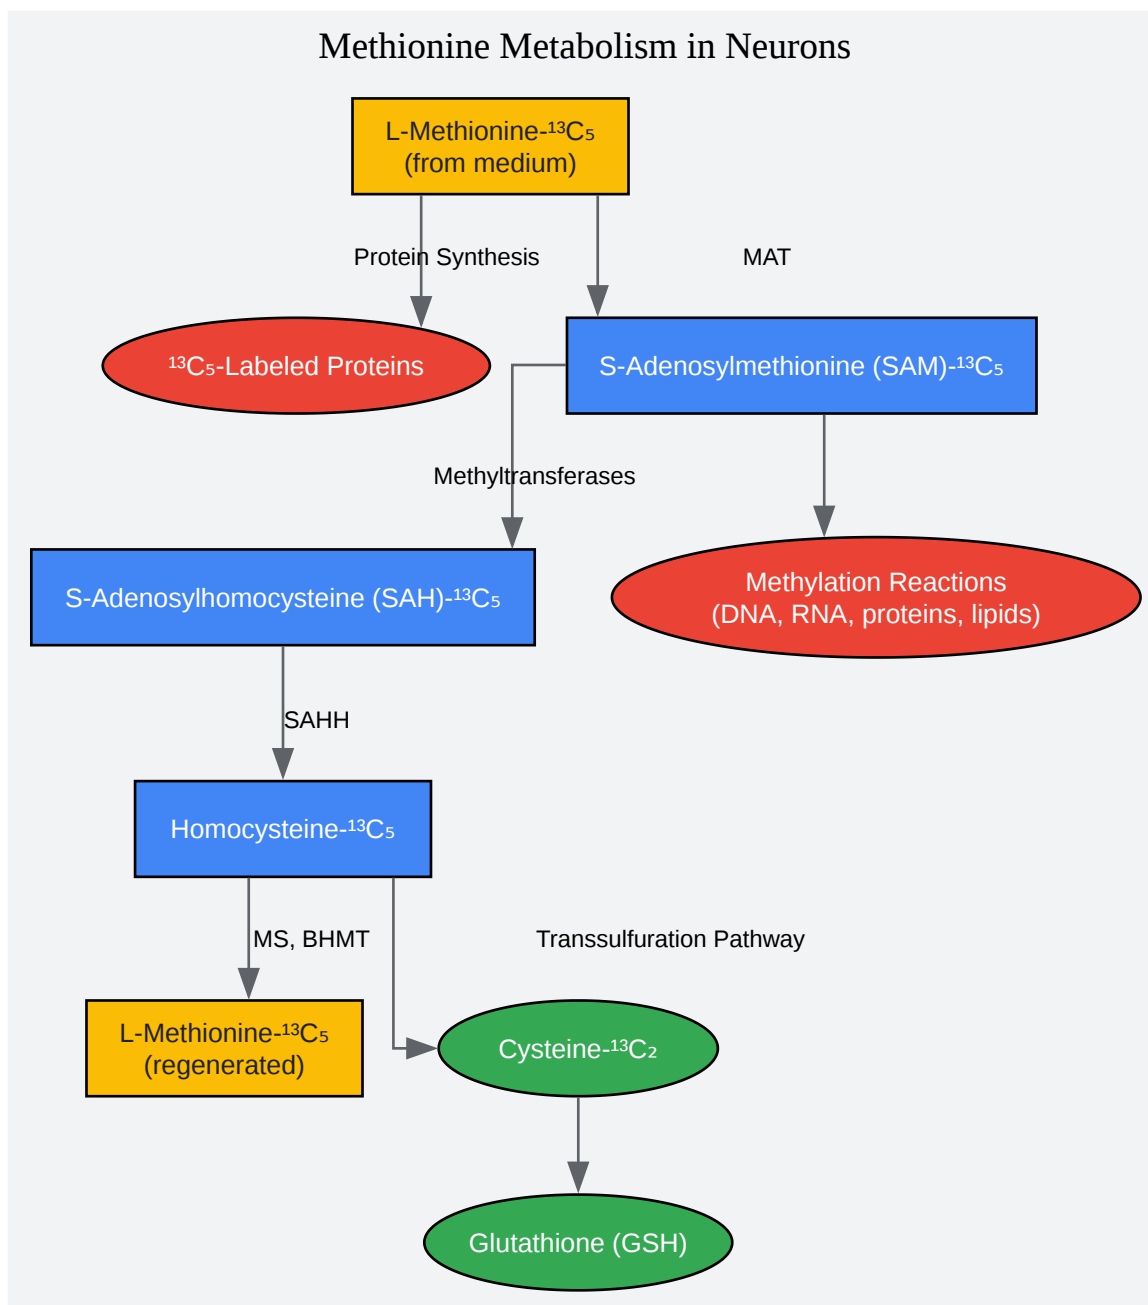 Methionine Metabolism in Neurons
L-Methionine-¹³C₅
(from medium)
Protein Synthesis
MAT
¹³C₅-Labeled Proteins
S-Adenosylmethionine (SAM)-¹³C₅
Methyltransferases
S-Adenosylhomocysteine (SAH)-¹³C₅
Methylation Reactions
(DNA, RNA, proteins, lipids)
SAHH
Homocysteine-¹³C₅
MS, BHMT
Transsulfuration Pathway
L-Methionine-¹³C₅
(regenerated)
Cysteine-¹³C₂
Glutathione (GSH)